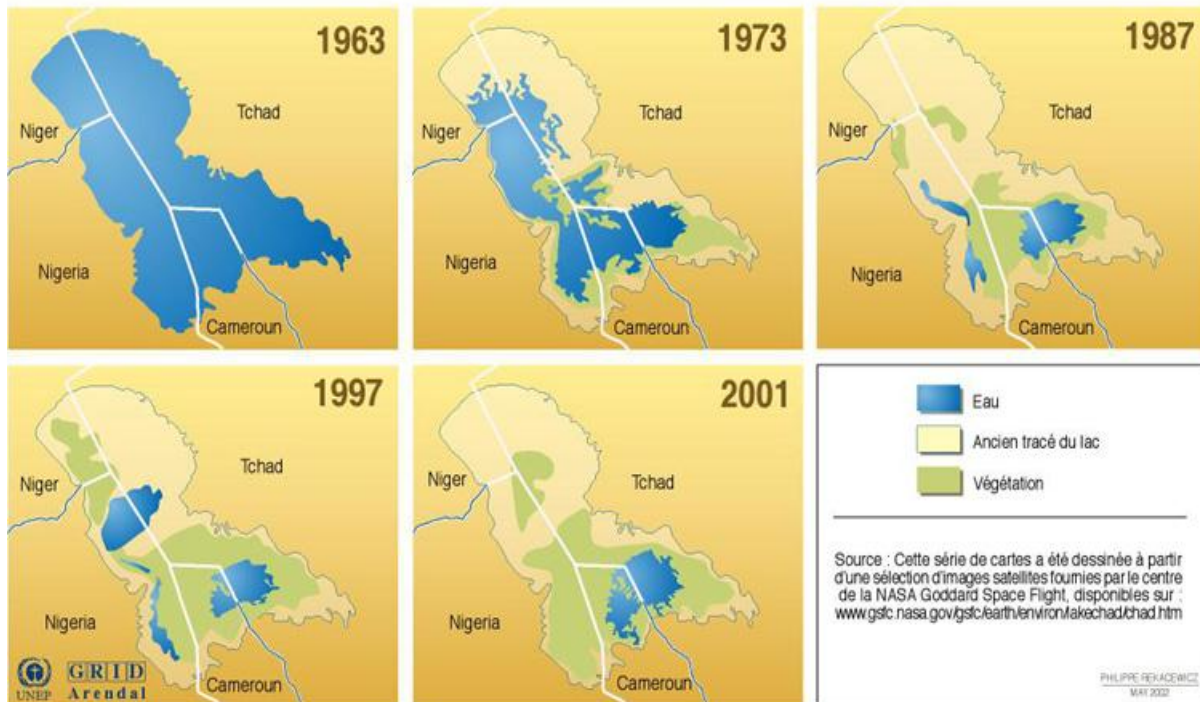 1963
Tchad
Niger
Nigeria
Cameroun
1973
Tchad
Niger
Nigeria
Cameroun
1987
Tchad
Niger
Nigeria
Cameroun
1997
Tchad
Niger
Nigeria
Cameroun
UNEP
GRID
Arendal
2001
Tchad
Niger
Nigeria
Cameroun
Eau
Ancien tracé du lac
Végétation
Source : Cette série de cartes a été dessinée à partir
d'une sélection d'images satellites fournies par le centre
de la NASA Goddard Space Flight, disponibles sur :
www.gsfc.nasa.gov/gsfc/earth/environ/lakechad/chad.htm
PHILIPPE REKACEWICZ
MAY 2002